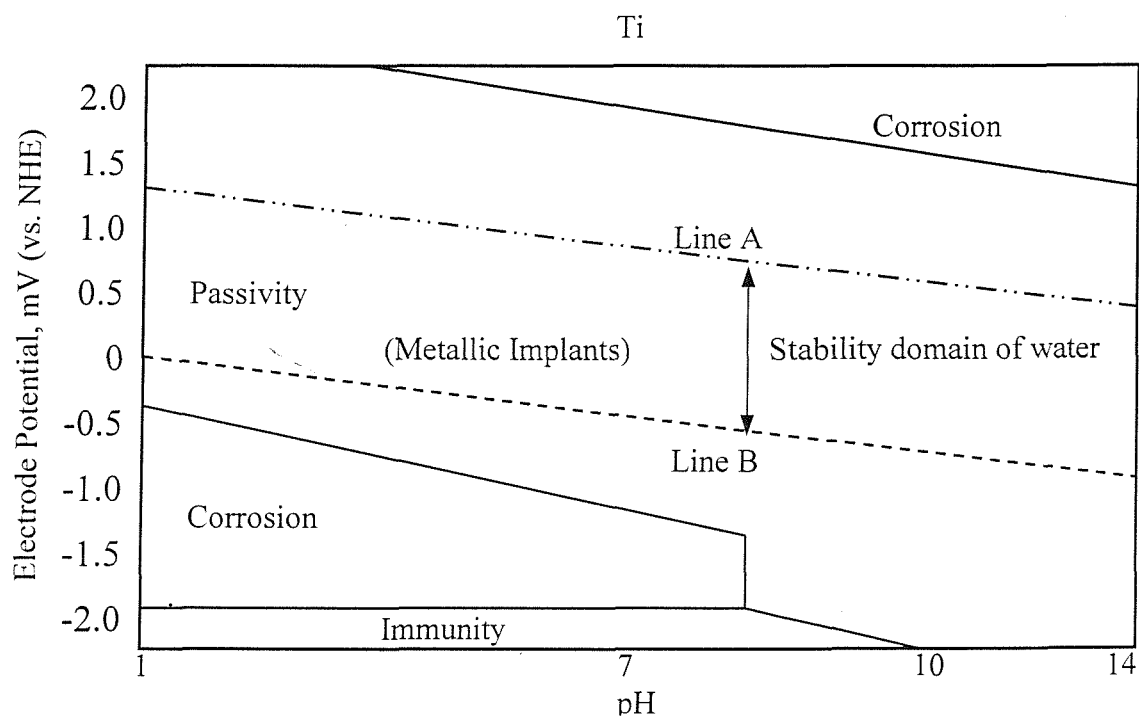 Ti
Electrode Potential, mV (vs. NHE)
2.0
1.5
1.0
0.5
0
-0.5
-1.0
-1.5
-2.0
Corrosion
Line A
Passivity
(Metallic Implants)
Stability domain of water
Line B
Corrosion
Immunity
1
7
10
14
pH